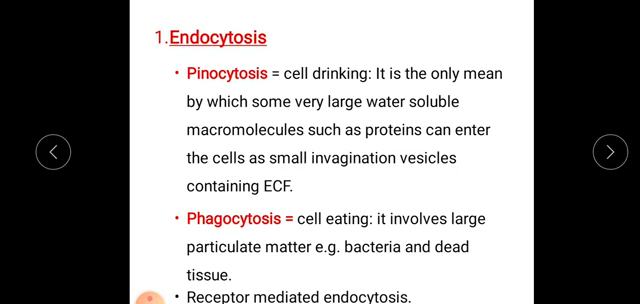 1.Endocytosis
• Pinocytosis = cell drinking: It is the only mean
by which some very large water soluble
macromolecules such as proteins can enter
the cells as small invagination vesicles
containing ECF.
• Phagocytosis = cell eating: it involves large
particulate matter e.g. bacteria and dead
tissue.
• Receptor mediated endocytosis.